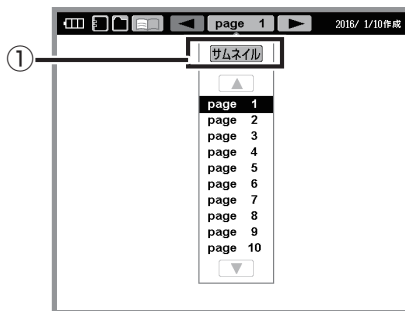 page 1
2016/ 1/10作成
①
サムネイル
page 1
page 2
page 3
page 4
page 5
page 6
page 7
page 8
page 9
page 10